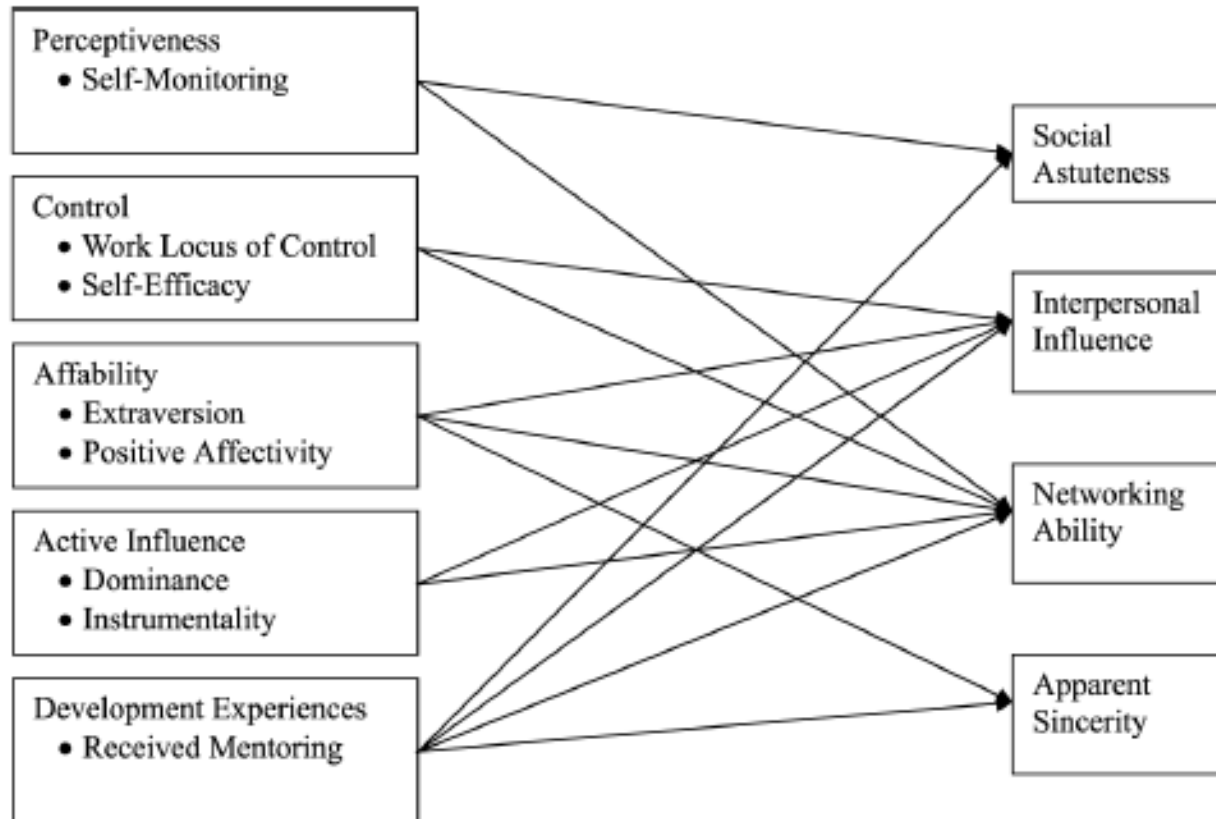 Perceptiveness
• Self-Monitoring
Control
• Work Locus of Control
• Self-Efficacy
Affability
• Extraversion
• Positive Affectivity
Active Influence
• Dominance
• Instrumentality
Development Experiences
• Received Mentoring
Social
Astuteness
Interpersonal
Influence
Networking
Ability
Apparent
Sincerity